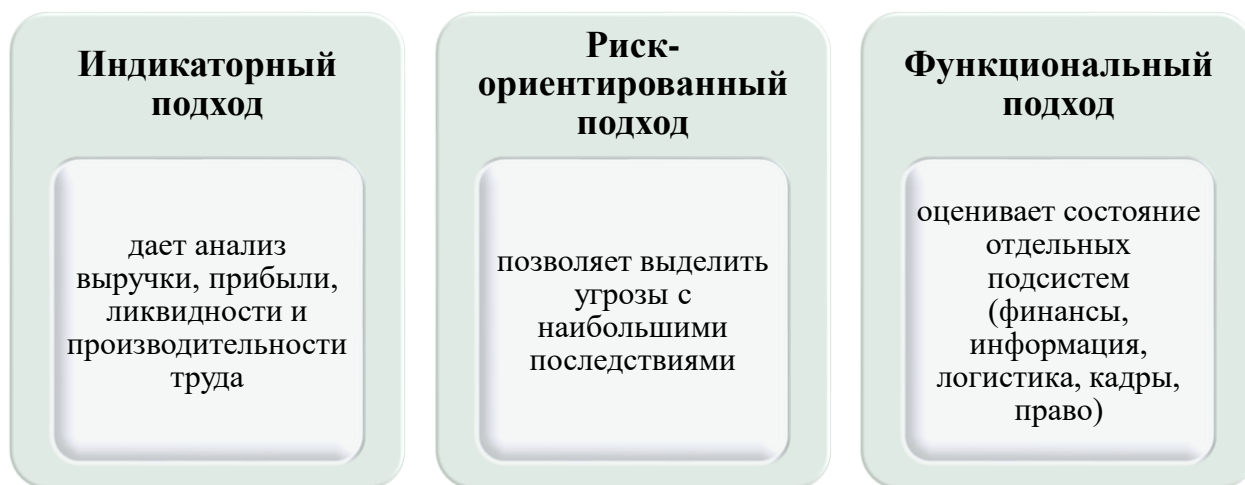 Индикаторный
подход
дает анализ
выручки, прибыли,
ликвидности и
производительности
труда
Риск-
ориентированный
подход
позволяет выделить
угрозы с
наибольшими
последствиями
Функциональный
подход
оценивает состояние
отдельных
подсистем
(финансы,
информация,
логистика, кадры,
право)